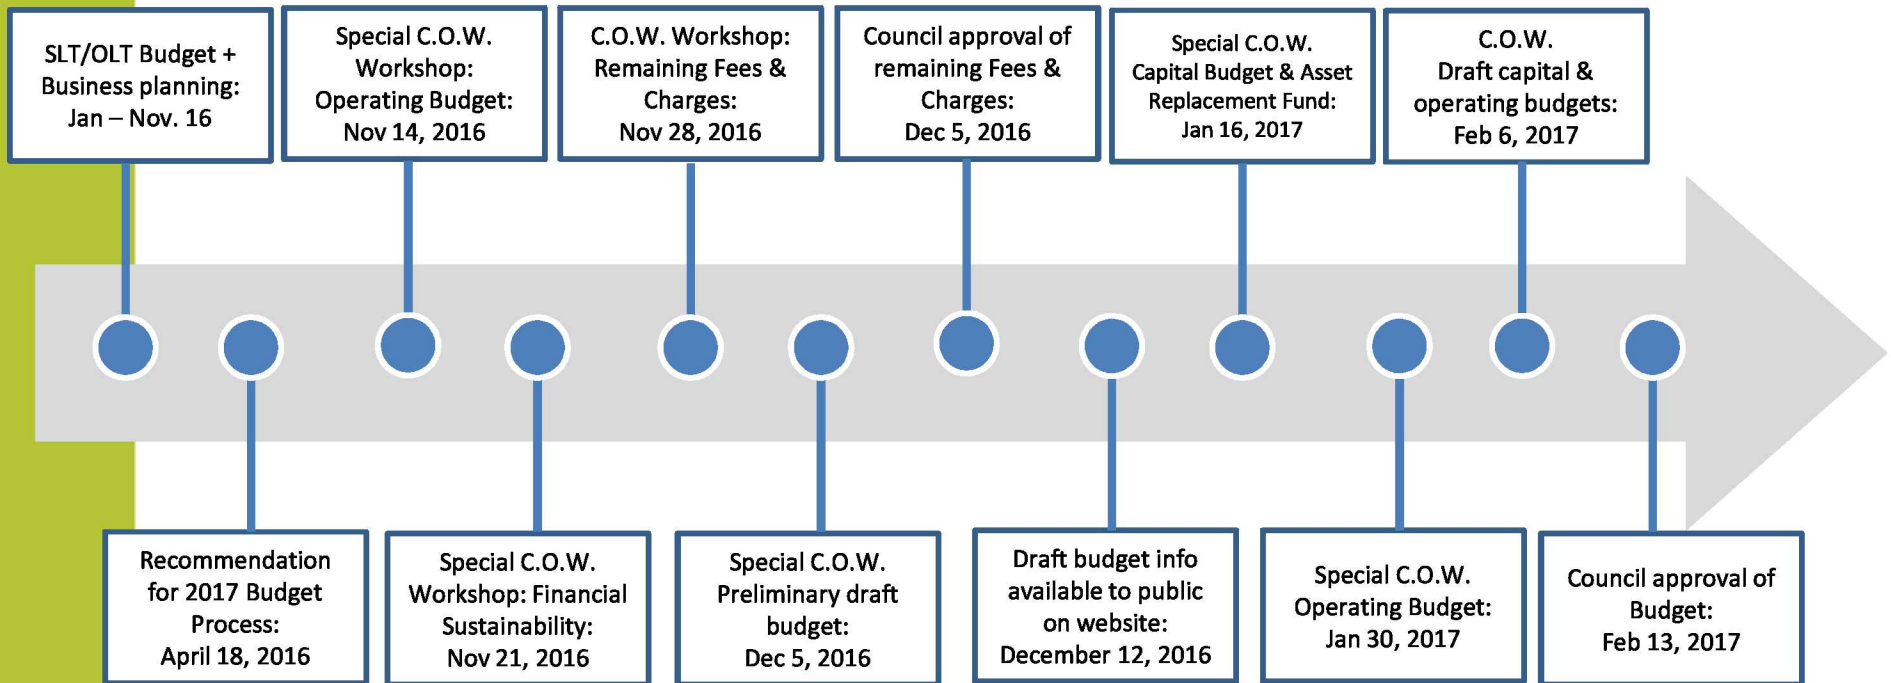 SLT/OLT Budget +
Business planning:
Jan – Nov. 16
Special C.O.W.
Workshop:
Operating Budget:
Nov 14, 2016
C.O.W. Workshop:
Remaining Fees &
Charges:
Nov 28, 2016
Council approval of
remaining Fees &
Charges:
Dec 5, 2016
Special C.O.W.
Capital Budget & Asset
Replacement Fund:
Jan 16, 2017
C.O.W.
Draft capital &
operating budgets:
Feb 6, 2017
Recommendation
for 2017 Budget
Process:
April 18, 2016
Special C.O.W.
Workshop: Financial
Sustainability:
Nov 21, 2016
Special C.O.W.
Preliminary draft
budget:
Dec 5, 2016
Draft budget info
available to public
on website:
December 12, 2016
Special C.O.W.
Operating Budget:
Jan 30, 2017
Council approval of
Budget:
Feb 13, 2017